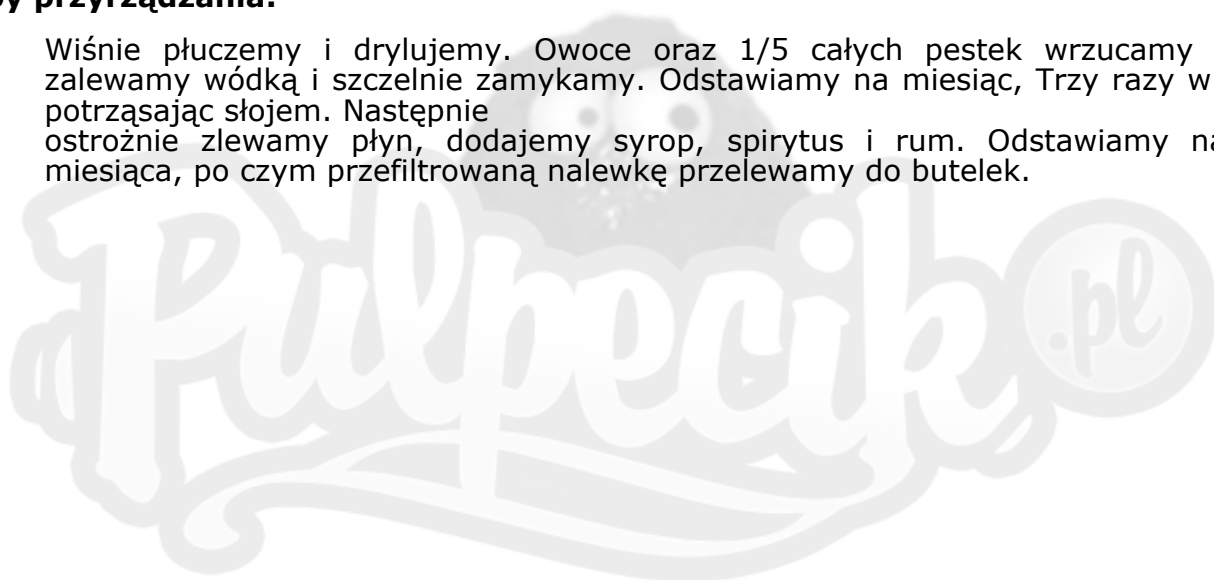 przyrządzania:
Wiśnie płuczemy i drylujemy. Owoce oraz 1/5 całych pestek wrzucamy
zalewamy wódką i szczelnie zamykamy. Odstawiamy na miesiąc, Trzy razy w
potrząsając słojem. Następnie
ostrożnie zlewamy płyn, dodajemy syrop, spirytus i rum. Odstawiamy na
miesiąca, po czym przefiltrowaną nalewkę przelewamy do butelek.
Pulpecik.pl